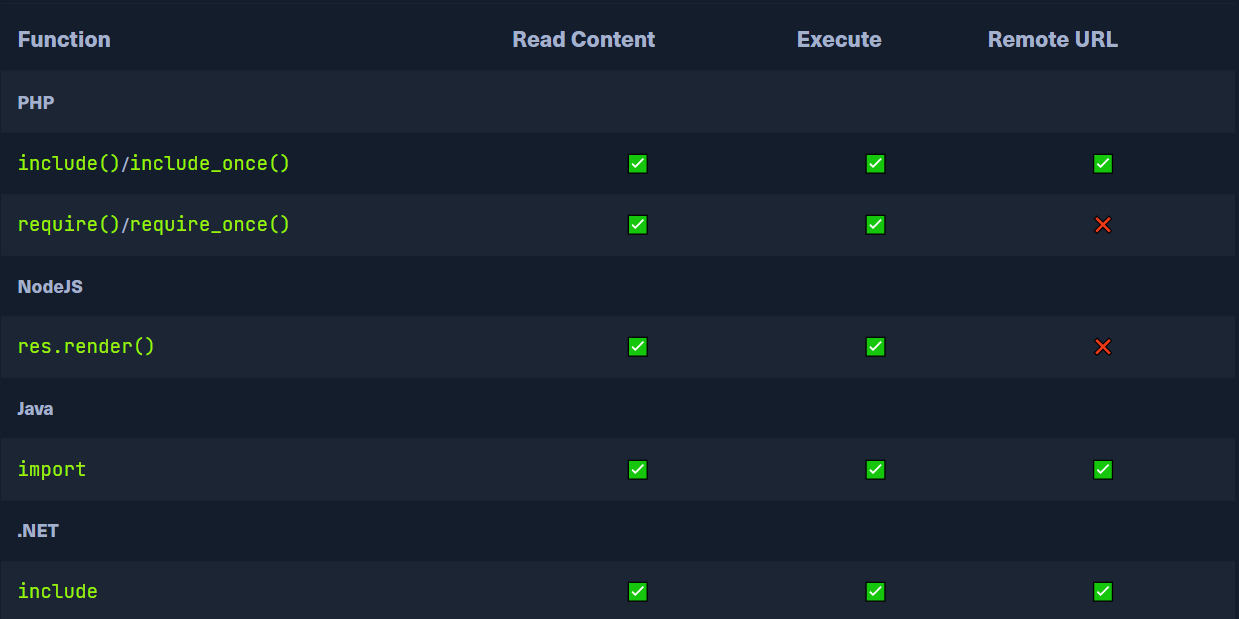 Function Read Content Execute Remote URL
PHP
include()/include_once() ✅ ✅ ✅
require()/require_once() ✅ ✅ ❌
NodeJS
res.render() ✅ ✅ ❌
Java
import ✅ ✅ ✅
.NET
include ✅ ✅ ✅